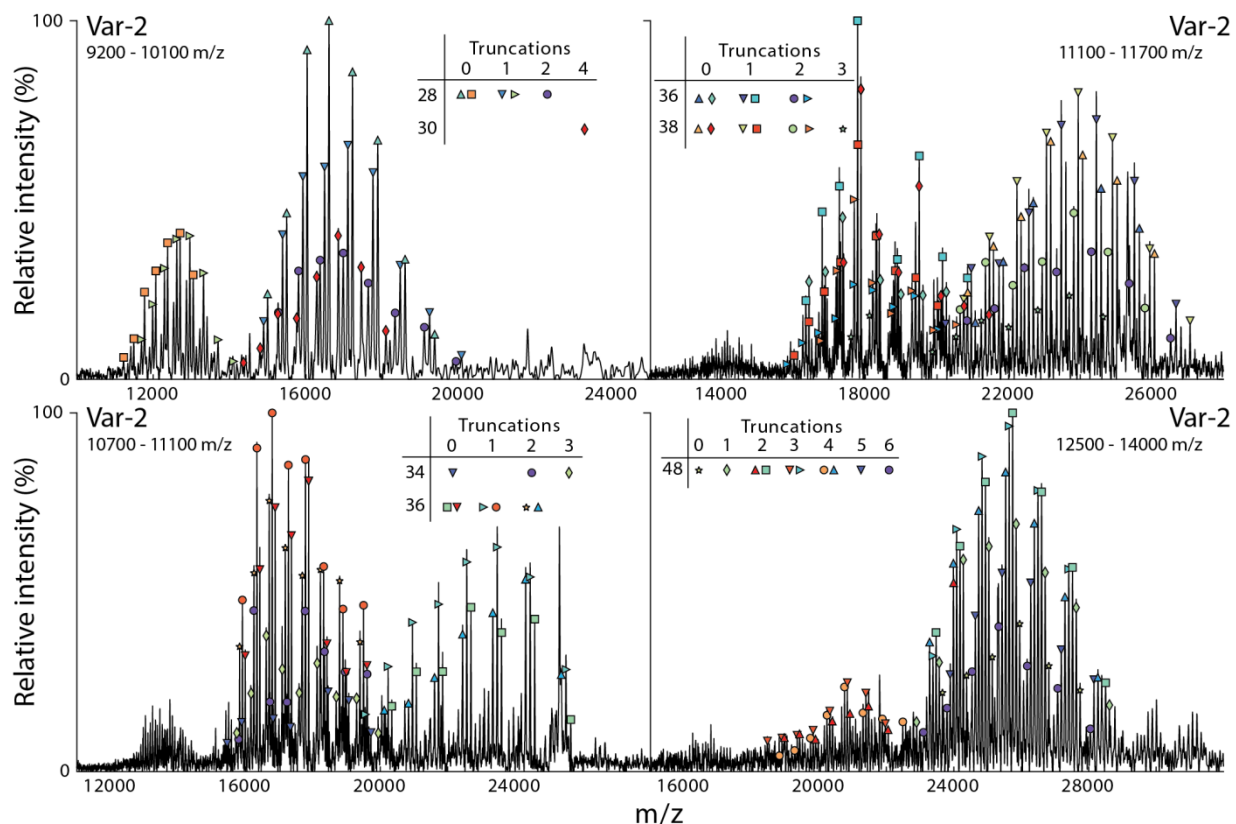 Var-2
9200 - 10100 m/z
Truncations
0 1 2 4
28
30
Var-2
11100 - 11700 m/z
Truncations
0 1 2 3
36
38
100
0
Relative intensity (%)
12000 16000 20000 24000
14000 18000 22000 26000
Var-2
10700 - 11100 m/z
Truncations
0 1 2 3
34
36
Var-2
12500 - 14000 m/z
Truncations
0 1 2 3 4 5 6
48
100
0
Relative intensity (%)
12000 16000 20000 24000
16000 20000 24000 28000
m/z